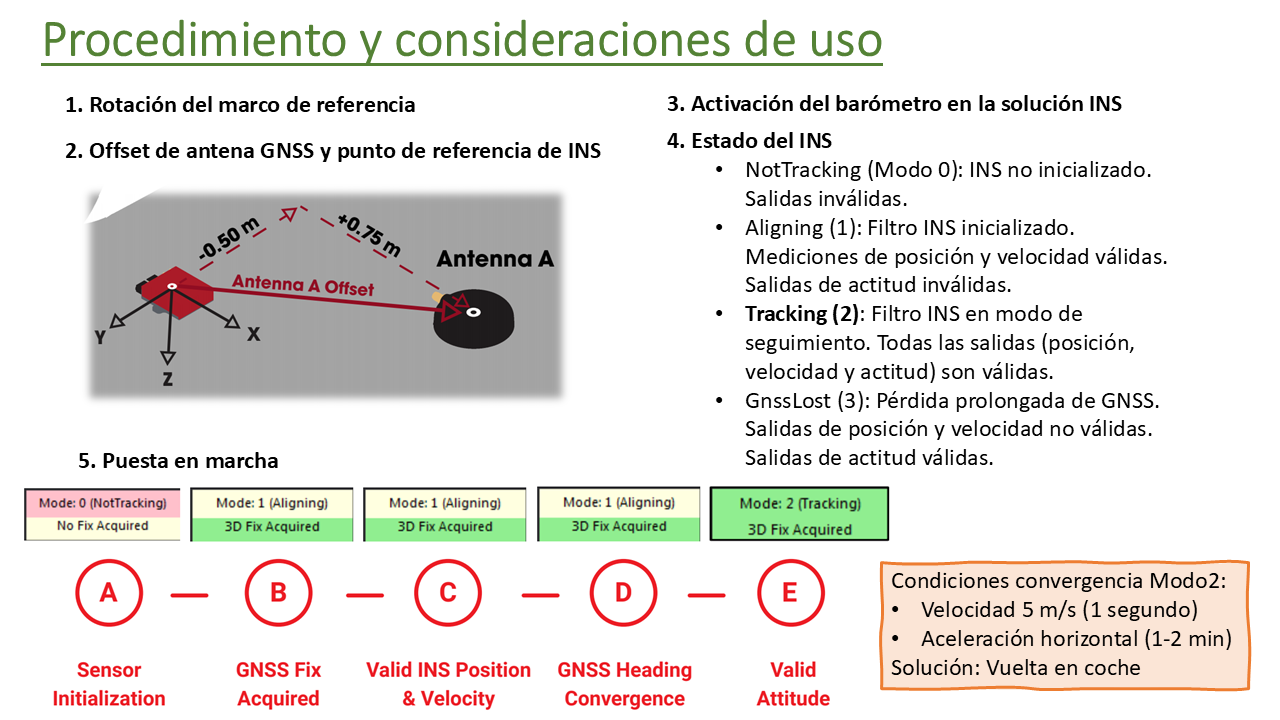 Procedimiento y consideraciones de uso
1. Rotación del marco de referencia
2. Offset de antena GNSS y punto de referencia de INS
-0.50 m
+0.75 m
Antenna A
Antenna A Offset
Y
X
Z
3. Activación del barómetro en la solución INS
4. Estado del INS
• NotTracking (Modo 0): INS no inicializado.
Salidas inválidas.
• Aligning (1): Filtro INS inicializado.
Mediciones de posición y velocidad válidas.
Salidas de actitud inválidas.
• Tracking (2): Filtro INS en modo de
seguimiento. Todas las salidas (posición,
velocidad y actitud) son válidas.
• GnssLost (3): Pérdida prolongada de GNSS.
Salidas de posición y velocidad no válidas.
Salidas de actitud válidas.
5. Puesta en marcha
Mode: 0 (NotTracking)
No Fix Acquired
Mode: 1 (Aligning)
3D Fix Acquired
Mode: 1 (Aligning)
3D Fix Acquired
Mode: 1 (Aligning)
3D Fix Acquired
Mode: 2 (Tracking)
3D Fix Acquired
A
B
C
D
E
Sensor
Initialization
GNSS Fix
Acquired
Valid INS Position
& Velocity
GNSS Heading
Convergence
Valid
Attitude
Condiciones convergencia Modo2:
• Velocidad 5 m/s (1 segundo)
• Aceleración horizontal (1-2 min)
Solución: Vuelta en coche